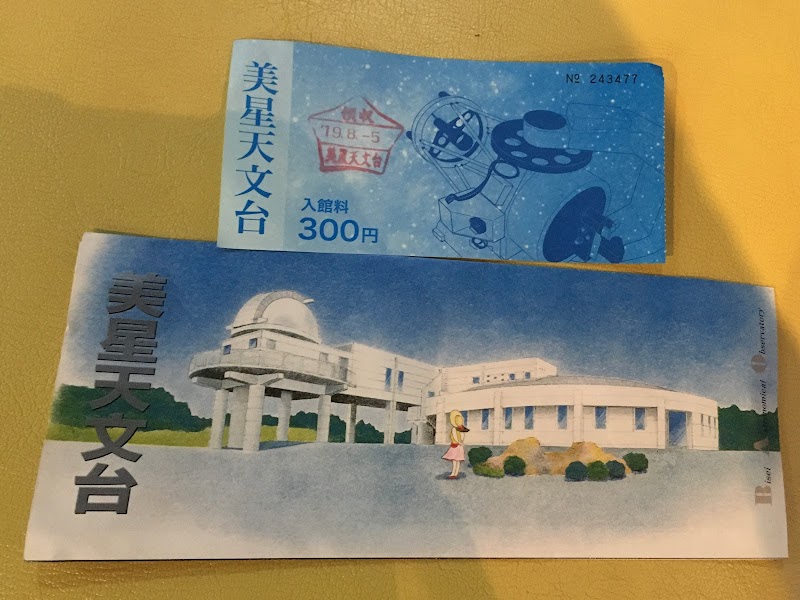 美星天文台
領収
'19.8.-5
美星天文台
入館料
300円
№ 243477
美星天文台
Bisei Astronomical Observatory